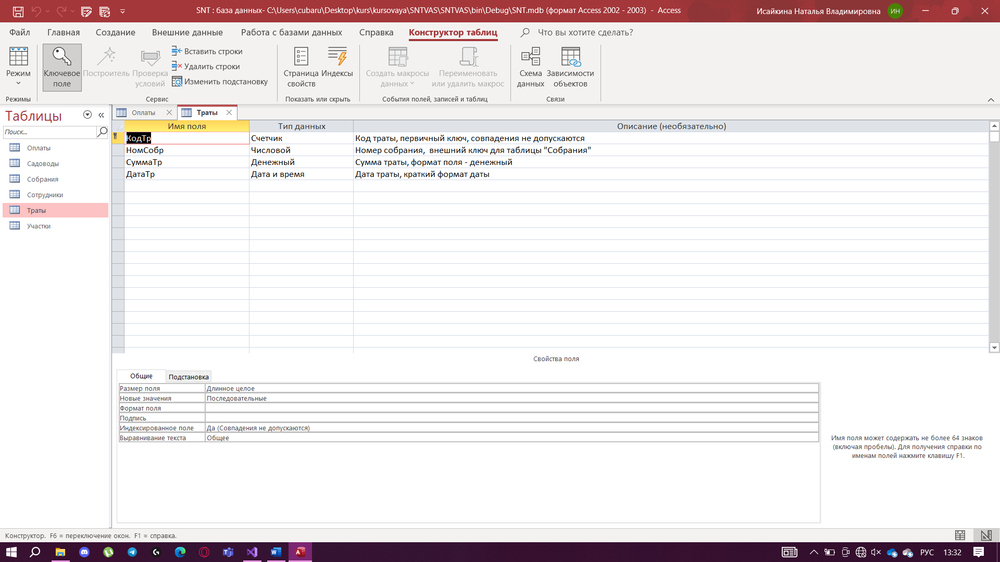 SNT : база данных- C:\Users\cubaru\Desktop\kurs\kursovaya\SNTVAS\SNTVAS\bin\Debug\SNT.mdb (формат Access 2002 - 2003) - Access
Исайкина Наталья Владимировна
ИН
Файл Главная Создание Внешние данные Работа с базами данных Справка Конструктор таблиц Что вы хотите сделать?
Режим
Режимы
Ключевое поле
Построитель
Проверка условий
Вставить строки
Удалить строки
Изменить подстановку
Сервис
Страница свойств
Индексы
Показать или скрыть
Создать макросы данных
Переименовать или удалить макрос
События полей, записей и таблиц
Схема данных
Зависимости объектов
Связи
Таблицы
Поиск...
Оплаты
Садоводы
Собрания
Сотрудники
Траты
Участки
Оплаты Траты
Имя поля Тип данных Описание (необязательно)
КодТр Счетчик Код траты, первичный ключ, совпадения не допускаются
НомСобр Числовой Номер собрания,  внешний ключ для таблицы "Собрания"
СуммаТр Денежный Сумма траты, формат поля - денежный
ДатаТр Дата и время Дата траты, краткий формат даты
Свойства поля
Общие Подстановка
Размер поля Длинное целое
Новые значения Последовательные
Формат поля
Подпись
Индексированное поле Да (Совпадения не допускаются)
Выравнивание текста Общее
Имя поля может содержать не более 64 знаков
(включая пробелы). Для получения справки по
именам полей нажмите клавишу F1.
Конструктор.  F6 = переключение окон.  F1 = справка.
РУС 13:32